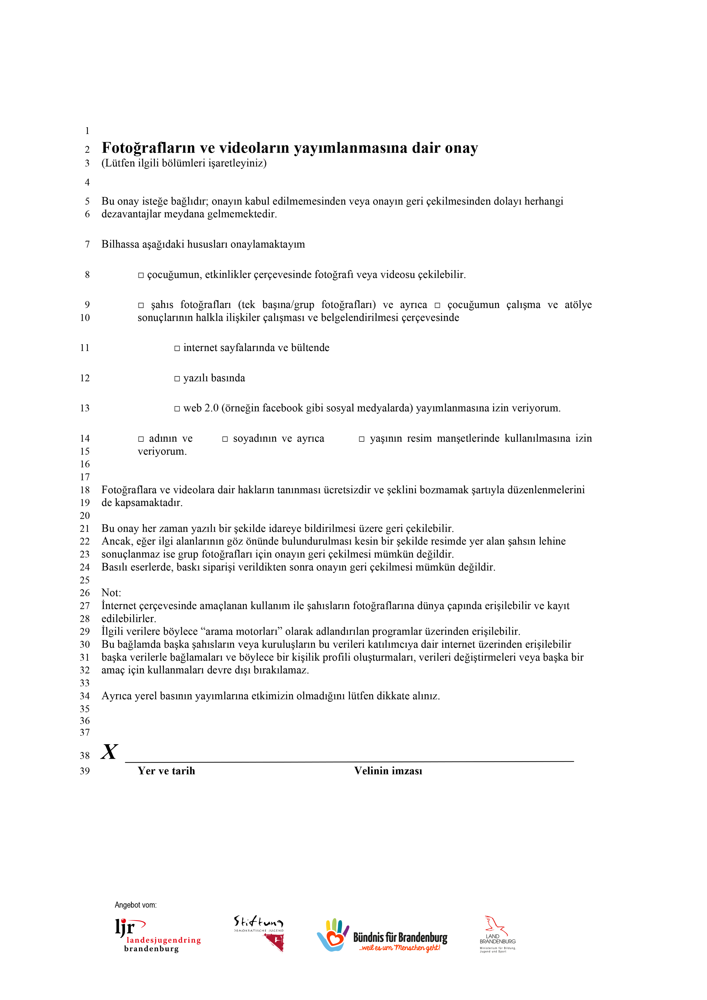 1
2 Fotoğrafların ve videoların yayımlanmasına dair onay
3 (Lütfen ilgili bölümleri işaretleyiniz)
4
5 Bu onay isteğe bağlıdır; onayın kabul edilmemesinden veya onayın geri çekilmesinden dolayı herhangi
6 dezavantajlar meydana gelmemektedir.
7 Bilhassa aşağıdaki hususları onaylamaktayım
8 □ çocuğumun, etkinlikler çerçevesinde fotoğrafı veya videosu çekilebilir.
9 □ şahıs fotoğrafları (tek başına/grup fotoğrafları) ve ayrıca □ çocuğumun çalışma ve atölye
10 sonuçlarının halkla ilişkiler çalışması ve belgelendirilmesi çerçevesinde
11 □ internet sayfalarında ve bültende
12 □ yazılı basında
13 □ web 2.0 (örneğin facebook gibi sosyal medyalarda) yayımlanmasına izin veriyorum.
14 □ adının ve □ soyadının ve ayrıca □ yaşının resim manşetlerinde kullanılmasına izin
15 veriyorum.
16
17
18 Fotoğraflara ve videolara dair hakların tanınması ücretsizdir ve şeklini bozmamak şartıyla düzenlenmelerini
19 de kapsamaktadır.
20
21 Bu onay her zaman yazılı bir şekilde idareye bildirilmesi üzere geri çekilebilir.
22 Ancak, eğer ilgi alanlarının göz önünde bulundurulması kesin bir şekilde resimde yer alan şahsın lehine
23 sonuçlanmaz ise grup fotoğrafları için onayın geri çekilmesi mümkün değildir.
24 Basılı eserlerde, baskı siparişi verildikten sonra onayın geri çekilmesi mümkün değildir.
25
26 Not:
27 İnternet çerçevesinde amaçlanan kullanım ile şahısların fotoğraflarına dünya çapında erişilebilir ve kayıt
28 edilebilirler.
29 İlgili verilere böylece “arama motorları” olarak adlandırılan programlar üzerinden erişilebilir.
30 Bu bağlamda başka şahısların veya kuruluşların bu verileri katılımcıya dair internet üzerinden erişilebilir
31 başka verilerle bağlamaları ve böylece bir kişilik profili oluşturmaları, verileri değiştirmeleri veya başka bir
32 amaç için kullanmaları devre dışı bırakılamaz.
33
34 Ayrıca yerel basının yayımlarına etkimizin olmadığını lütfen dikkate alınız.
35
36
37
38 X
39 Yer ve tarih Velinin imzası
Angebot vom:
ljr
landesjugendring
brandenburg
Stiftung
DEMOKRATISCHE JUGEND
Bündnis für Brandenburg
...weil es um Menschen geht!
LAND
BRANDENBURG
Ministerium für Bildung,
Jugend und Sport